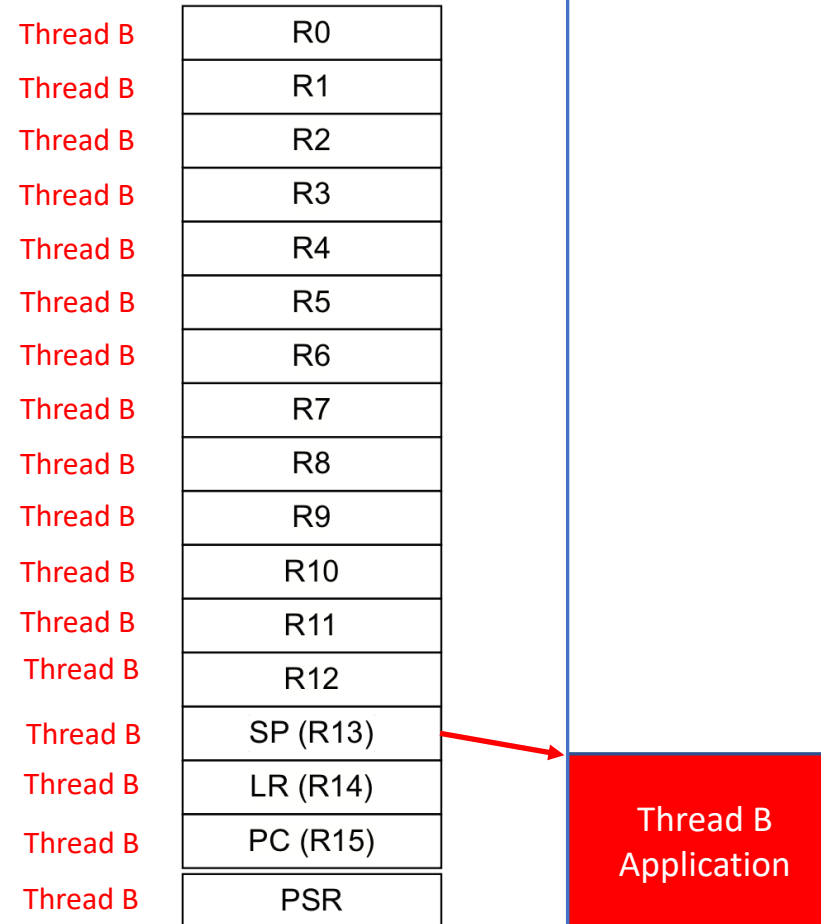 Thread B R0
Thread B R1
Thread B R2
Thread B R3
Thread B R4
Thread B R5
Thread B R6
Thread B R7
Thread B R8
Thread B R9
Thread B R10
Thread B R11
Thread B R12
Thread B SP (R13)
Thread B LR (R14)
Thread B PC (R15)
Thread B PSR
Thread B
Application